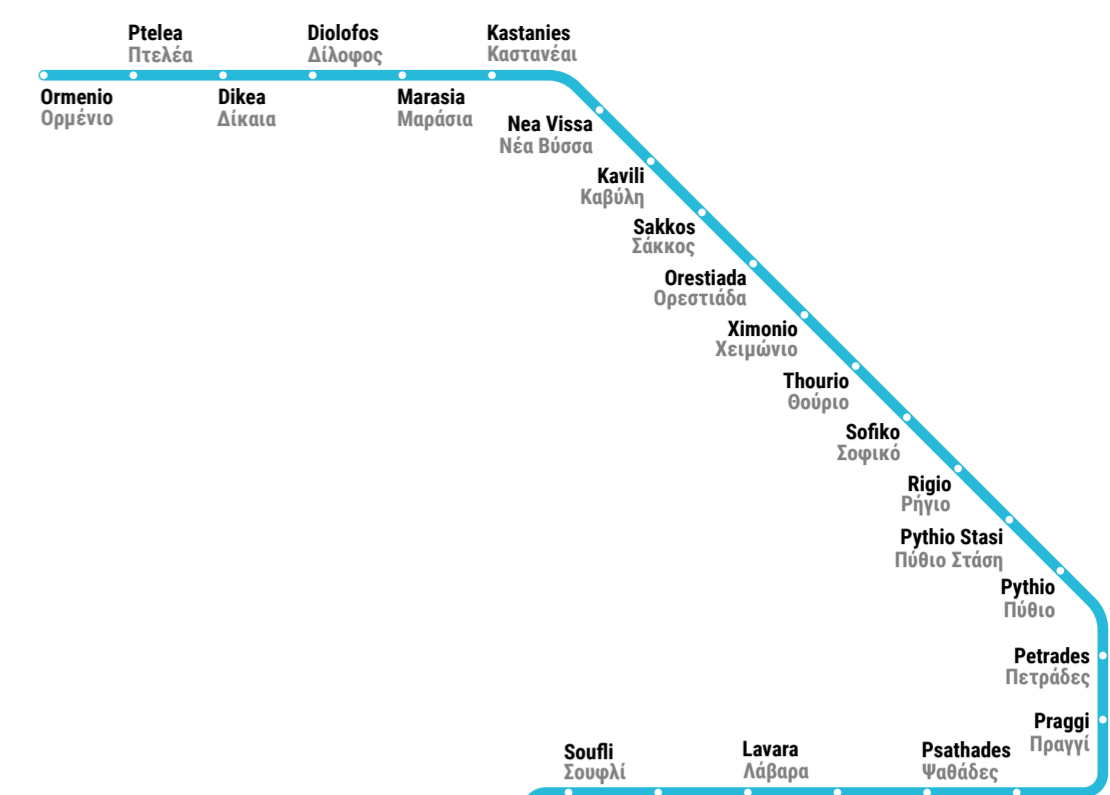 Ptelea
Πτελέα
Diolofos
Δίλοφος
Kastanies
Καστανέαι
Ormenio
Ορμένιο
Dikea
Δίκαια
Marasia
Μαράσια
Nea Vissa
Νέα Βύσσα
Kavili
Καβύλη
Sakkos
Σάκκος
Orestiada
Ορεστιάδα
Ximonio
Χειμώνιο
Thourio
Θούριο
Sofiko
Σοφικό
Rigio
Ρήγιο
Pythio Stasi
Πύθιο Στάση
Pythio
Πύθιο
Petrades
Πετράδες
Praggi
Πραγγί
Soufli
Σουφλί
Lavara
Λάβαρα
Psathades
Ψαθάδες